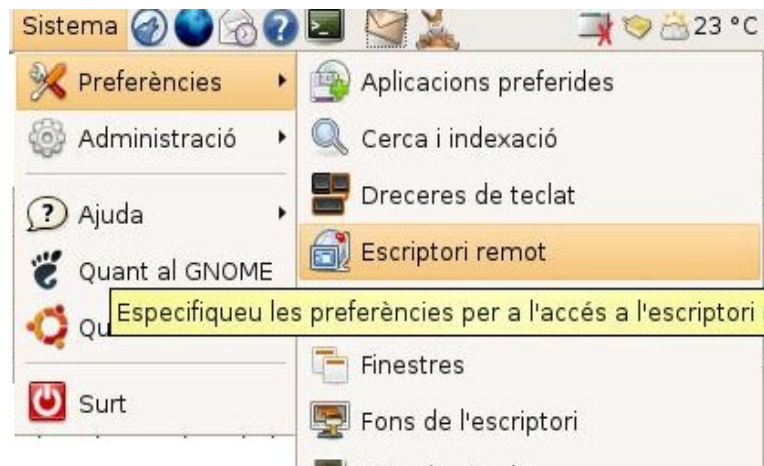 Sistema 23 °C
Preferències
Administració
Ajuda
Quant al GNOME
Qu
Surt
Aplicacions preferides
Cerca i indexació
Dreceres de teclat
Escriptori remot
Especifiqueu les preferències per a l'accés a l'escriptori
Finestres
Fons de l'escriptori